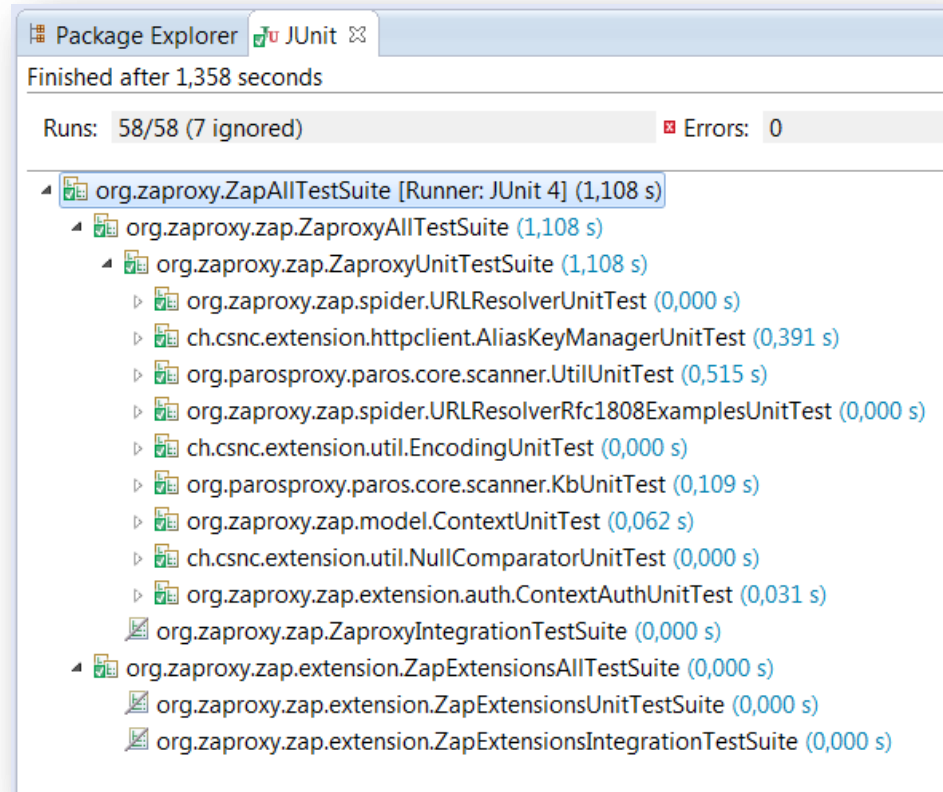 Package Explorer JUnit
Finished after 1,358 seconds
Runs: 58/58 (7 ignored) Errors: 0
org.zaproxy.ZapAllTestSuite [Runner: JUnit 4] (1,108 s)
org.zaproxy.zap.ZaproxyAllTestSuite (1,108 s)
org.zaproxy.zap.ZaproxyUnitTestSuite (1,108 s)
org.zaproxy.zap.spider.URLResolverUnitTest (0,000 s)
ch.csnc.extension.httpclient.AliasKeyManagerUnitTest (0,391 s)
org.parosproxy.paros.core.scanner.UtilUnitTest (0,515 s)
org.zaproxy.zap.spider.URLResolverRfc1808ExamplesUnitTest (0,000 s)
ch.csnc.extension.util.EncodingUnitTest (0,000 s)
org.parosproxy.paros.core.scanner.KbUnitTest (0,109 s)
org.zaproxy.zap.model.ContextUnitTest (0,062 s)
ch.csnc.extension.util.NullComparatorUnitTest (0,000 s)
org.zaproxy.zap.extension.auth.ContextAuthUnitTest (0,031 s)
org.zaproxy.zap.ZaproxyIntegrationTestSuite (0,000 s)
org.zaproxy.zap.extension.ZapExtensionsAllTestSuite (0,000 s)
org.zaproxy.zap.extension.ZapExtensionsUnitTestSuite (0,000 s)
org.zaproxy.zap.extension.ZapExtensionsIntegrationTestSuite (0,000 s)